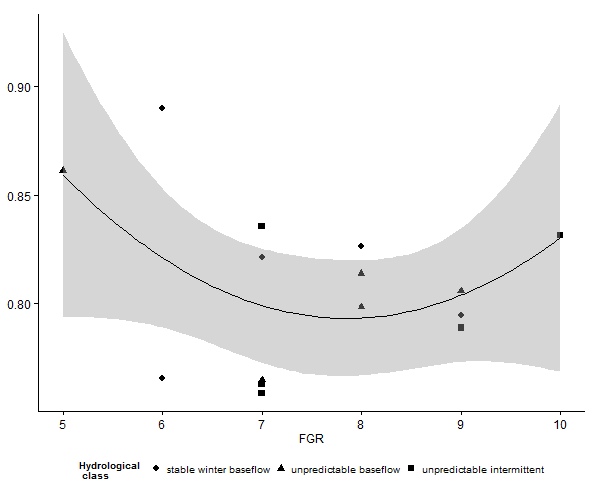 0.90
0.85
0.80
5 6 7 8 9 10
FGR
Hydrological
class
stable winter baseflow unpredictable baseflow unpredictable intermittent